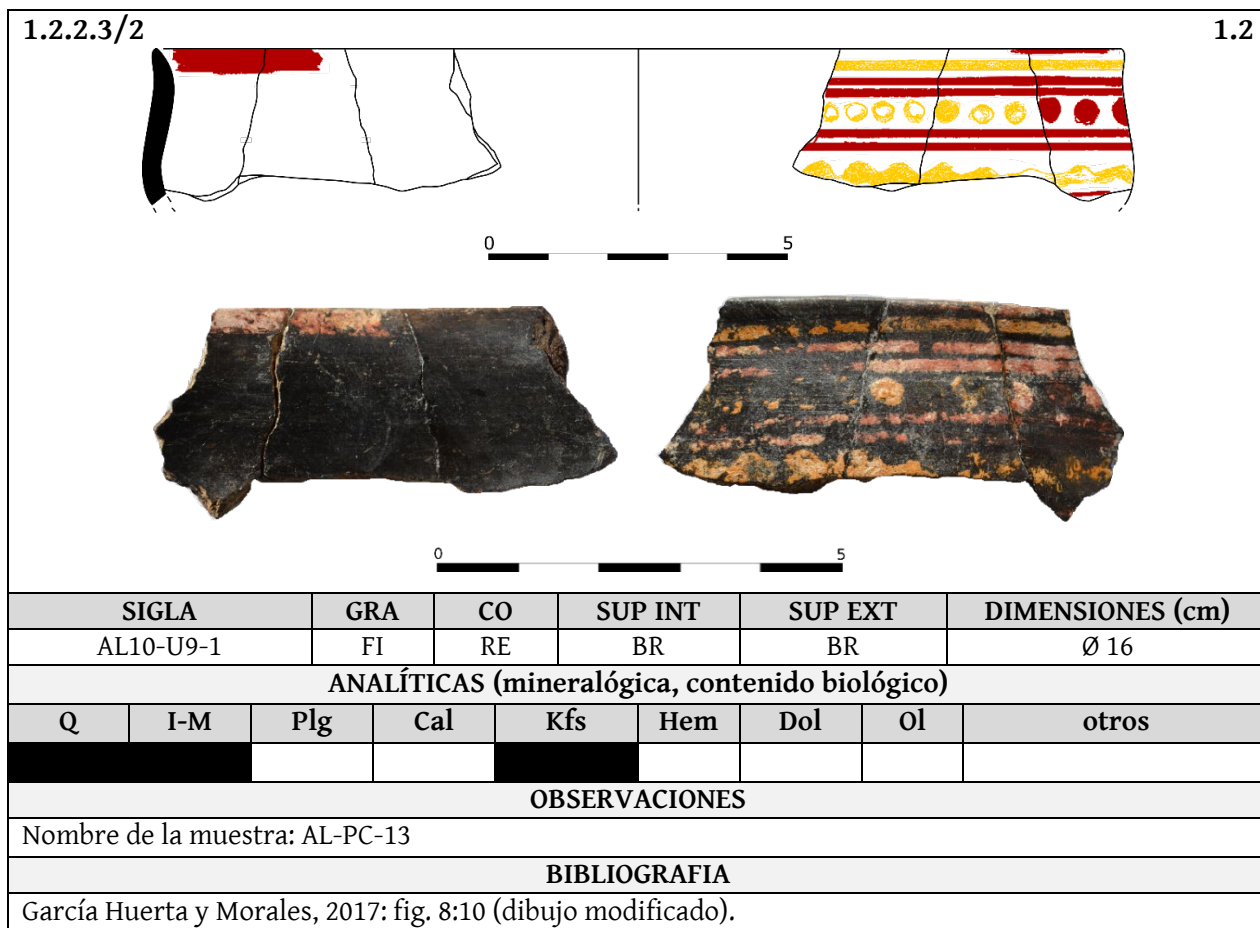 1.2.2.3/2 1.2
0 5
0 5
SIGLA GRA CO SUP INT SUP EXT DIMENSIONES (cm)
AL10-U9-1 FI RE BR BR Ø 16
ANALÍTICAS (mineralógica, contenido biológico)
Q I-M Plg Cal Kfs Hem Dol Ol otros
OBSERVACIONES
Nombre de la muestra: AL-PC-13
BIBLIOGRAFIA
García Huerta y Morales, 2017: fig. 8:10 (dibujo modificado).